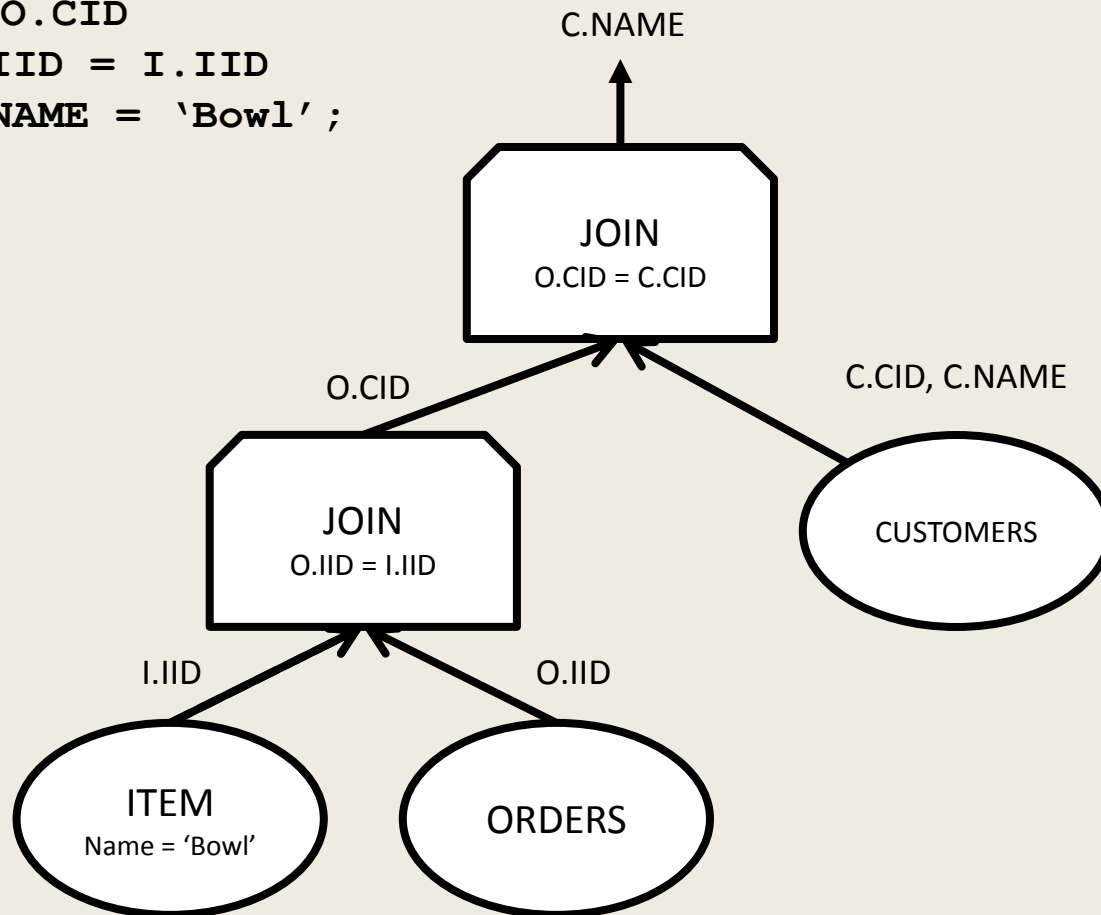 O.CID
IID = I.IID
NAME = ‘Bowl’;
C.NAME
JOIN
O.CID = C.CID
O.CID
C.CID, C.NAME
JOIN
O.IID = I.IID
CUSTOMERS
I.IID
O.IID
ITEM
Name = ‘Bowl’
ORDERS